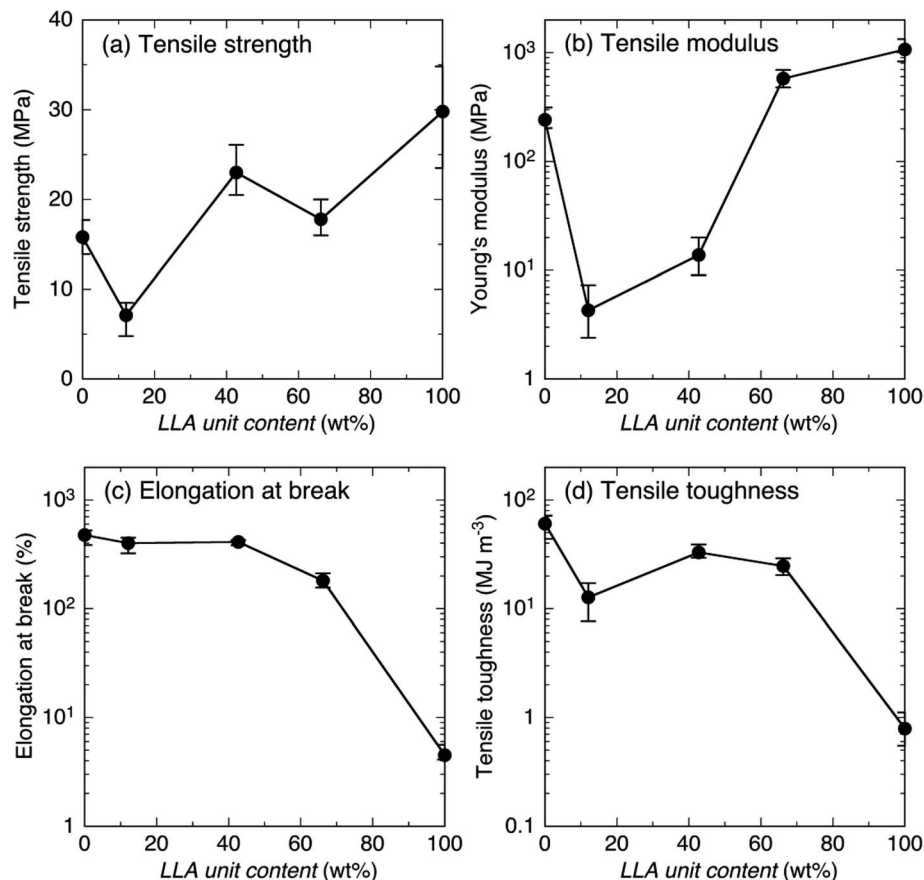 (a) Tensile strength
Tensile strength (MPa)
40
30
20
10
0
0 20 40 60 80 100
LLA unit content (wt%)
(b) Tensile modulus
Young's modulus (MPa)
10³
10²
10¹
1
0 20 40 60 80 100
LLA unit content (wt%)
(c) Elongation at break
Elongation at break (%)
10³
10²
10¹
1
0 20 40 60 80 100
LLA unit content (wt%)
(d) Tensile toughness
Tensile toughness (MJ m⁻³)
10²
10¹
1
0.1
0 20 40 60 80 100
LLA unit content (wt%)